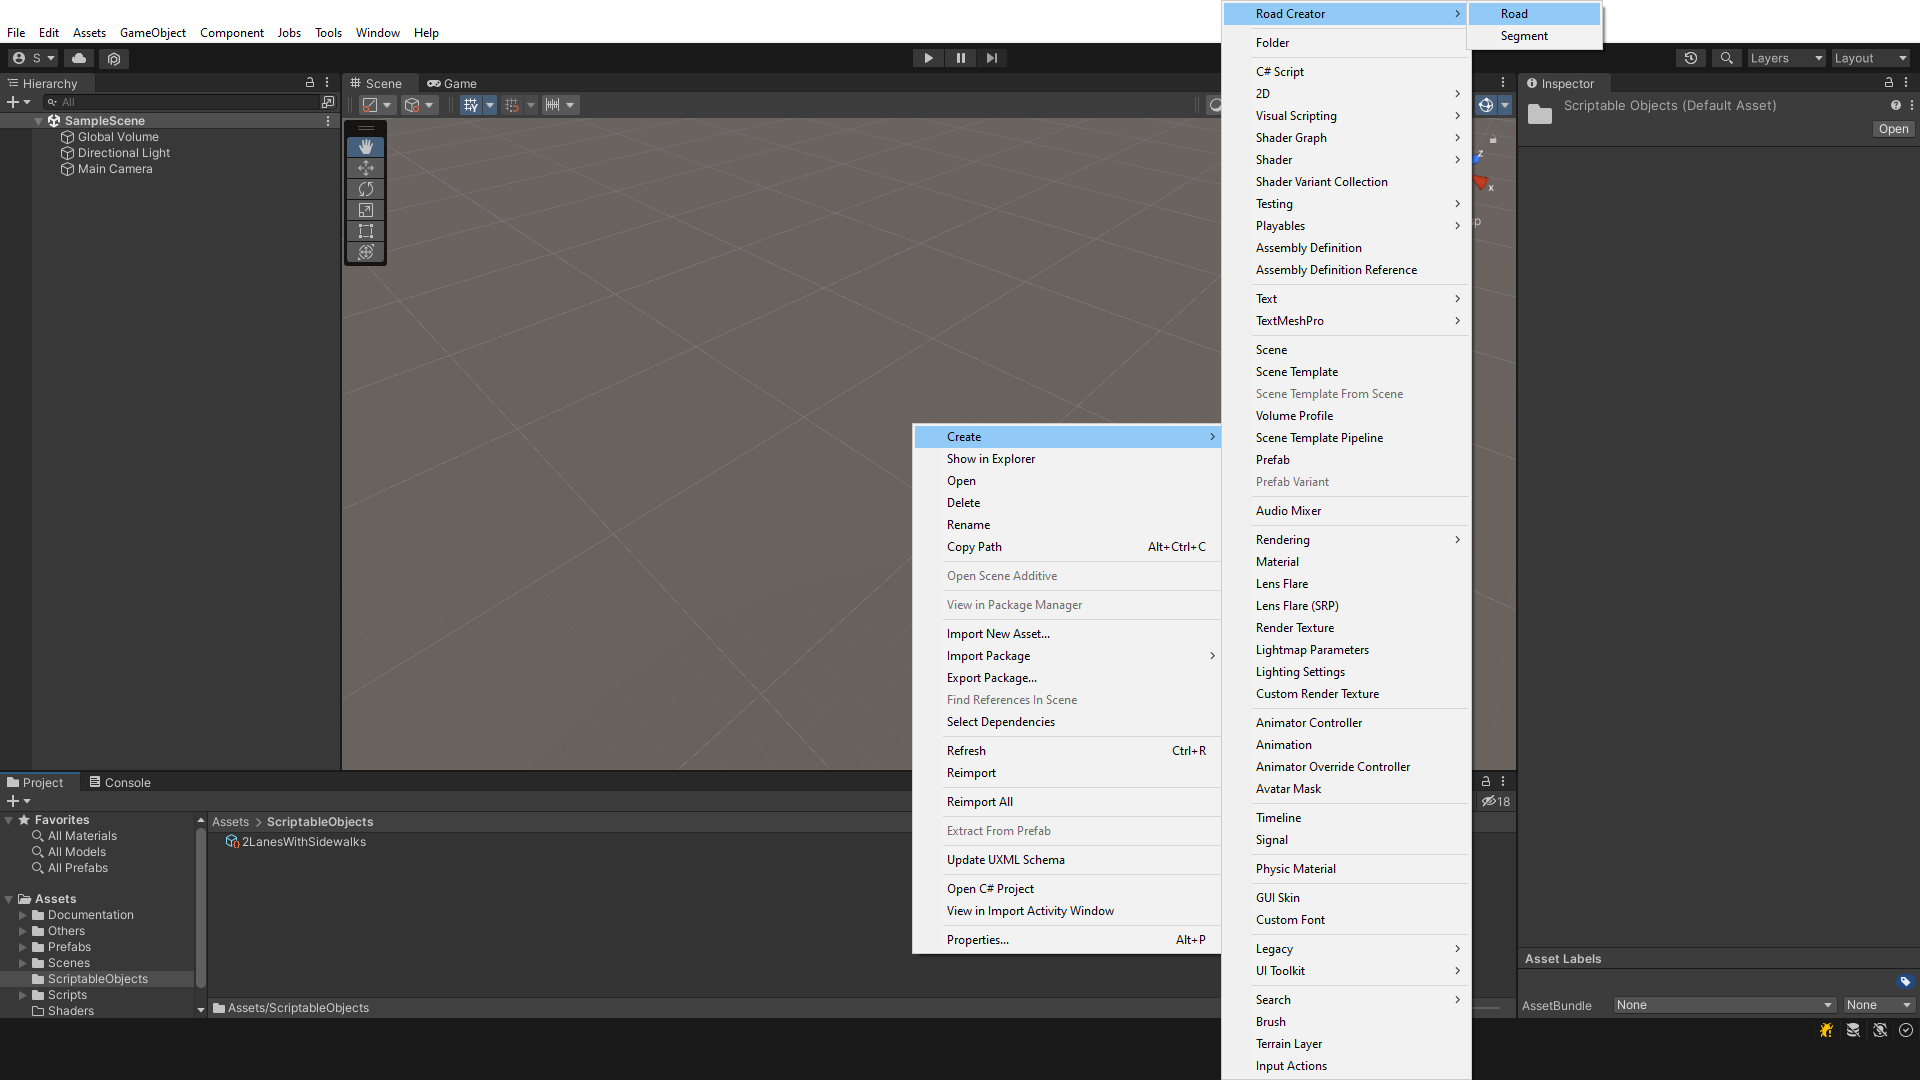 File Edit Assets GameObject Component Jobs Tools Window Help
S
Layers
Layout
Hierarchy
All
SampleScene
Global Volume
Directional Light
Main Camera
Scene
Game
z
x
Inspector
Scriptable Objects (Default Asset)
Open
Asset Labels
AssetBundle
None
None
Project
Console
18
Favorites
All Materials
All Models
All Prefabs
Assets
Documentation
Others
Prefabs
Scenes
ScriptableObjects
Scripts
Shaders
Assets > ScriptableObjects
2LanesWithSidewalks
Assets/ScriptableObjects
Create
Show in Explorer
Open
Delete
Rename
Copy Path Alt+Ctrl+C
Open Scene Additive
View in Package Manager
Import New Asset...
Import Package
Export Package...
Find References In Scene
Select Dependencies
Refresh Ctrl+R
Reimport
Reimport All
Extract From Prefab
Update UXML Schema
Open C# Project
View in Import Activity Window
Properties... Alt+P
Road Creator
Folder
C# Script
2D
Visual Scripting
Shader Graph
Shader
Shader Variant Collection
Testing
Playables
Assembly Definition
Assembly Definition Reference
Text
TextMeshPro
Scene
Scene Template
Scene Template From Scene
Volume Profile
Scene Template Pipeline
Prefab
Prefab Variant
Audio Mixer
Rendering
Material
Lens Flare
Lens Flare (SRP)
Render Texture
Lightmap Parameters
Lighting Settings
Custom Render Texture
Animator Controller
Animation
Animator Override Controller
Avatar Mask
Timeline
Signal
Physic Material
GUI Skin
Custom Font
Legacy
UI Toolkit
Search
Brush
Terrain Layer
Input Actions
Road
Segment